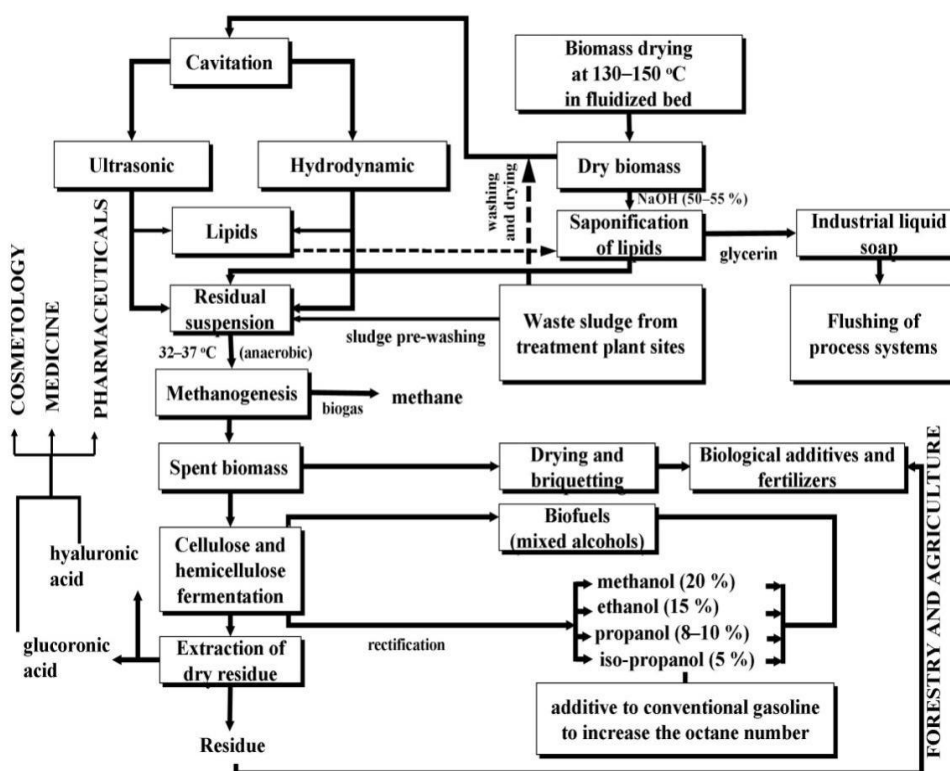 Cavitation
Biomass drying
at 130–150 °C
in fluidized bed
Ultrasonic
Hydrodynamic
washing
and drying
Dry biomass
NaOH (50–55 %)
Lipids
Saponification
of lipids
glycerin
Industrial liquid
soap
COSMETOLOGY
MEDICINE
PHARMACEUTICALS
Residual
suspension
sludge pre-washing
Waste sludge from
treatment plant sites
Flushing of
process systems
32–37 °C
(anaerobic)
Methanogenesis
biogas
methane
Spent biomass
Drying and
briquetting
Biological additives and
fertilizers
Biofuels
(mixed alcohols)
Cellulose and
hemicellulose
fermentation
hyaluronic
acid
methanol (20 %)
ethanol (15 %)
propanol (8–10 %)
iso-propanol (5 %)
rectification
glucoronic
acid
Extraction of
dry residue
additive to conventional gasoline
to increase the octane number
Residue
FORESTRY AND AGRICULTURE